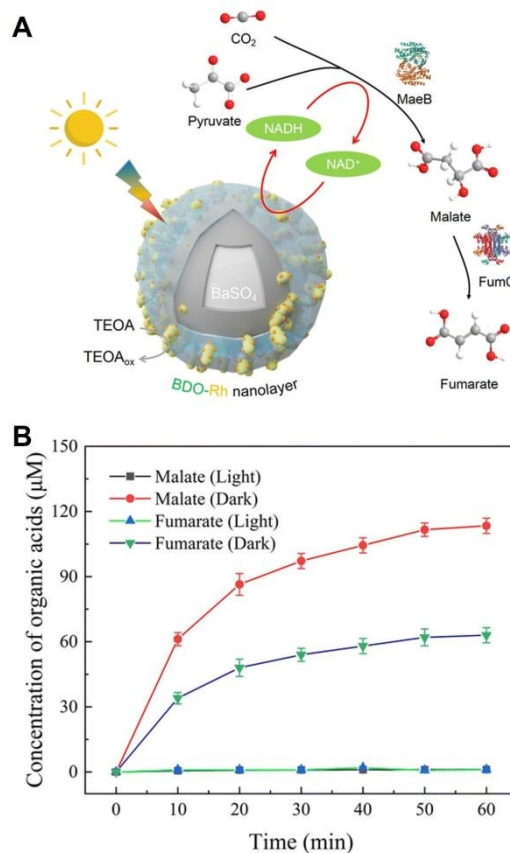 A
CO₂
Pyruvate
MaeB
NADH
NAD⁺
Malate
BaSO₄
FumC
TEOA
TEOAₒₓ
BDO-Rh nanolayer
Fumarate
B
Concentration of organic acids (μM)
150
120
90
60
30
0
Malate (Light)
Malate (Dark)
Fumarate (Light)
Fumarate (Dark)
0 10 20 30 40 50 60
Time (min)